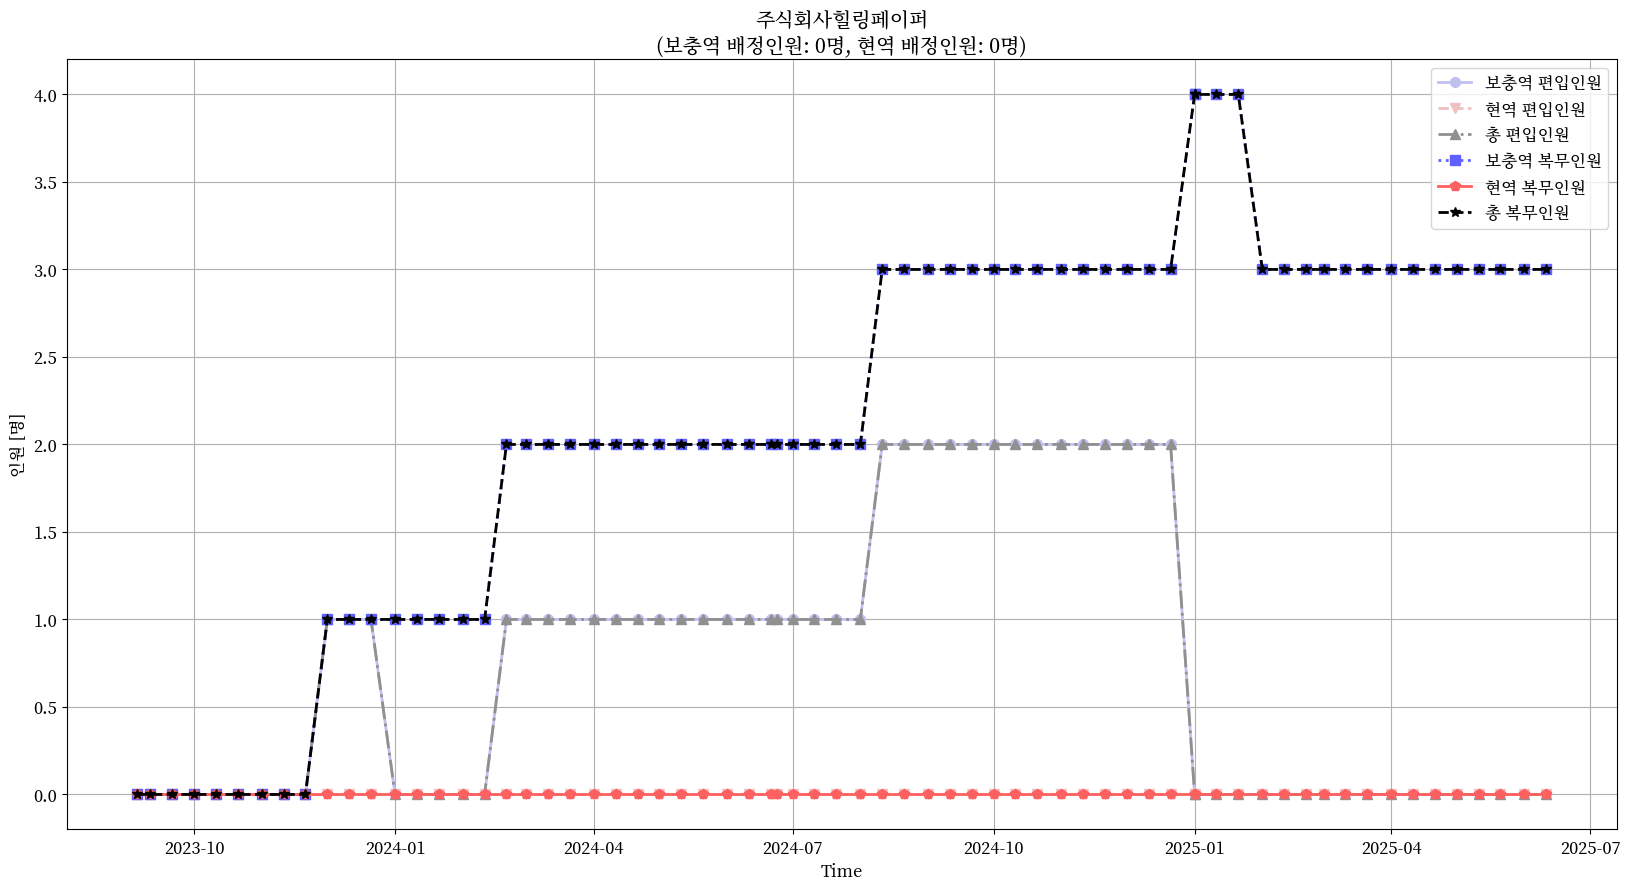 주식회사힐링페이퍼
(보충역 배정인원: 0명, 현역 배정인원: 0명)
보충역 편입인원
현역 편입인원
총 편입인원
보충역 복무인원
현역 복무인원
총 복무인원
인원 [명]
4.0
3.5
3.0
2.5
2.0
1.5
1.0
0.5
0.0
2023-10
2024-01
2024-04
2024-07
2024-10
2025-01
2025-04
2025-07
Time